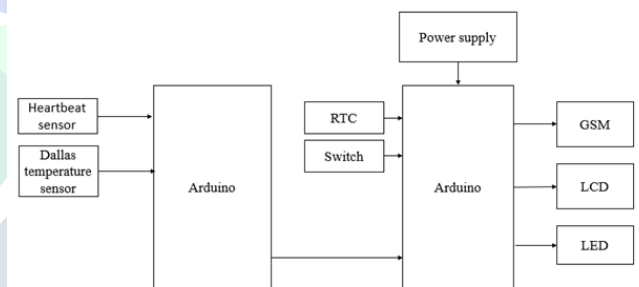 Power supply
Heartbeat
sensor
Dallas
temperature
sensor
Arduino
RTC
Switch
Arduino
GSM
LCD
LED